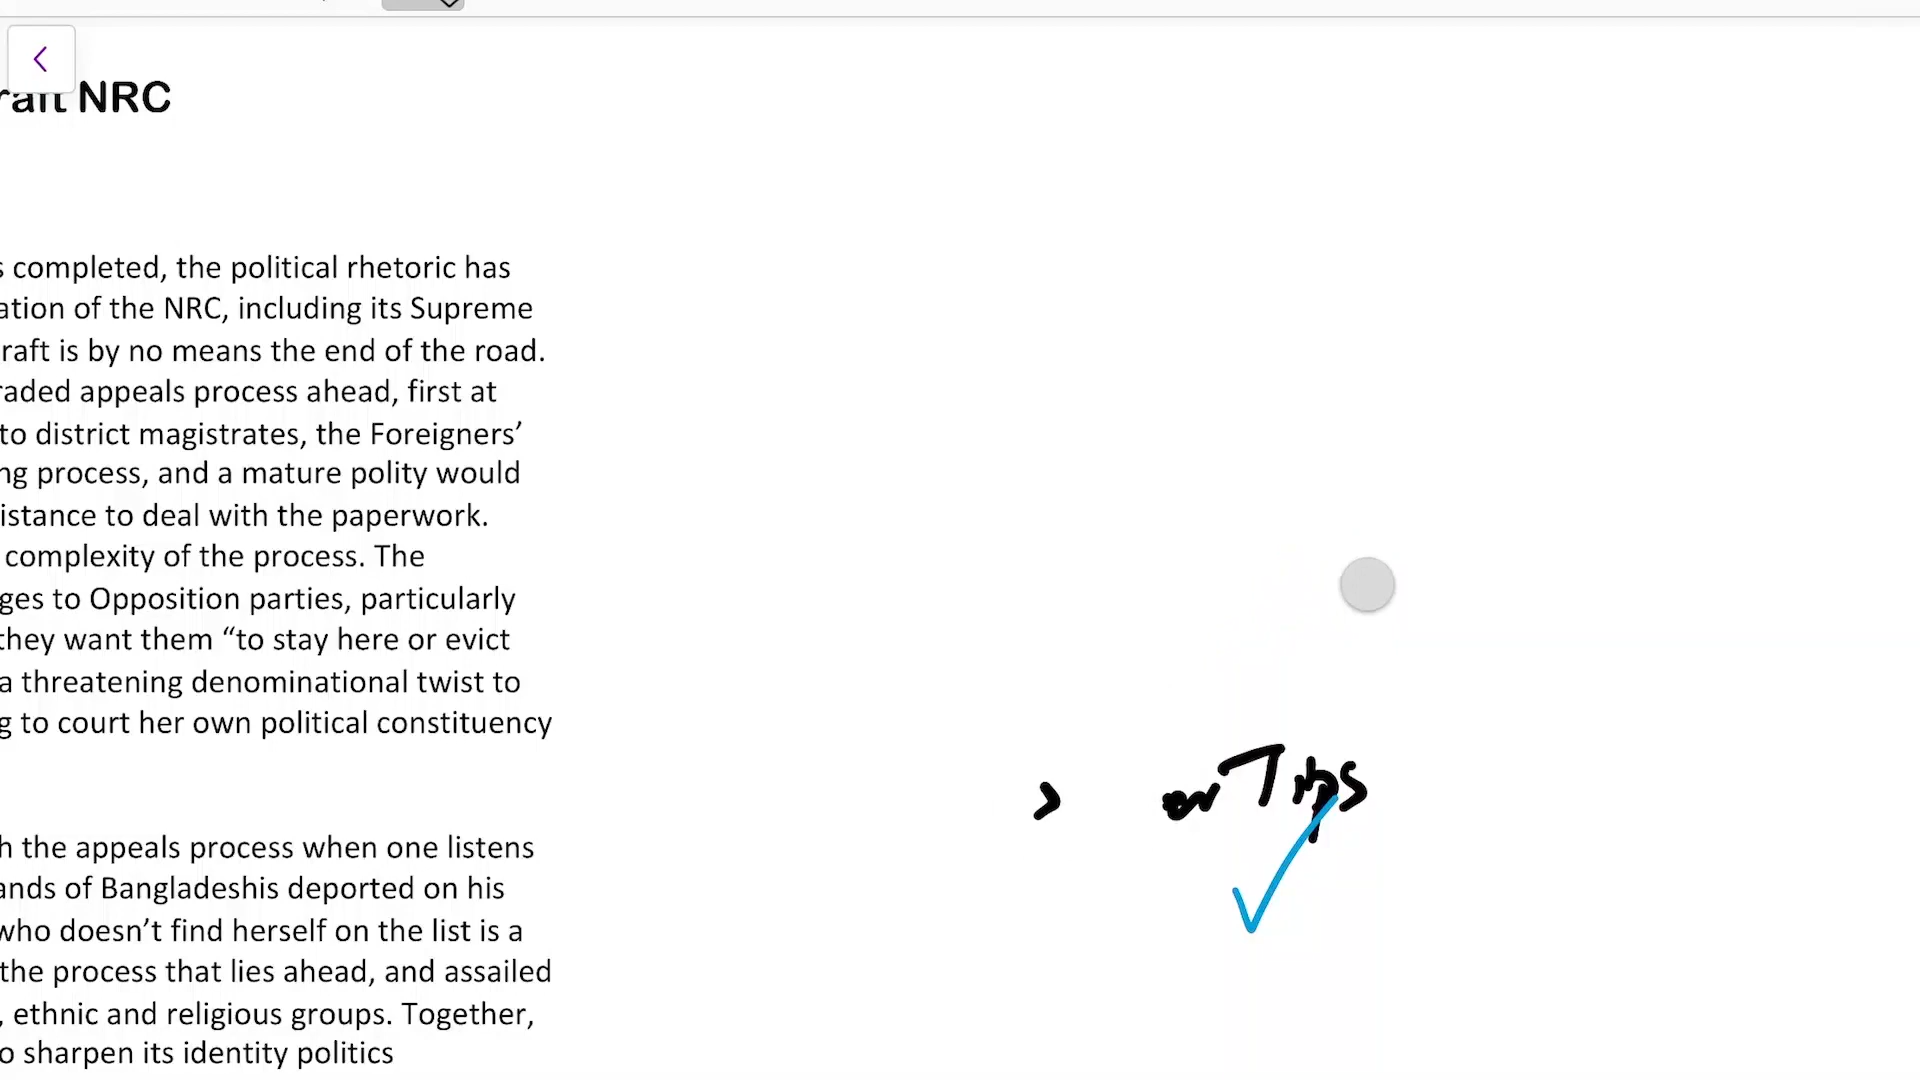 raft NRC
s completed, the political rhetoric has
ation of the NRC, including its Supreme
raft is by no means the end of the road.
raded appeals process ahead, first at
to district magistrates, the Foreigners’
ng process, and a mature polity would
istance to deal with the paperwork.
complexity of the process. The
ges to Opposition parties, particularly
they want them “to stay here or evict
a threatening denominational twist to
g to court her own political constituency
h the appeals process when one listens
ands of Bangladeshis deported on his
who doesn’t find herself on the list is a
the process that lies ahead, and assailed
, ethnic and religious groups. Together,
o sharpen its identity politics